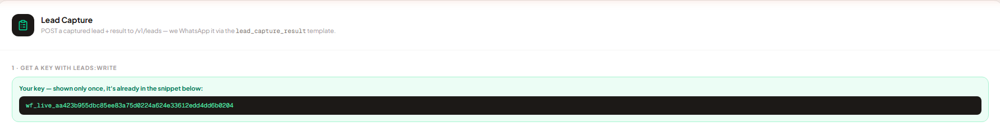 Lead Capture
POST a captured lead + result to /v1/leads — we WhatsApp it via the lead_capture_result template.
1 · GET A KEY WITH LEADS:WRITE
Your key — shown only once, it's already in the snippet below:
wf_live_aa423b955dbc85ee83a75d0224a624e33612edd4dd6b0204